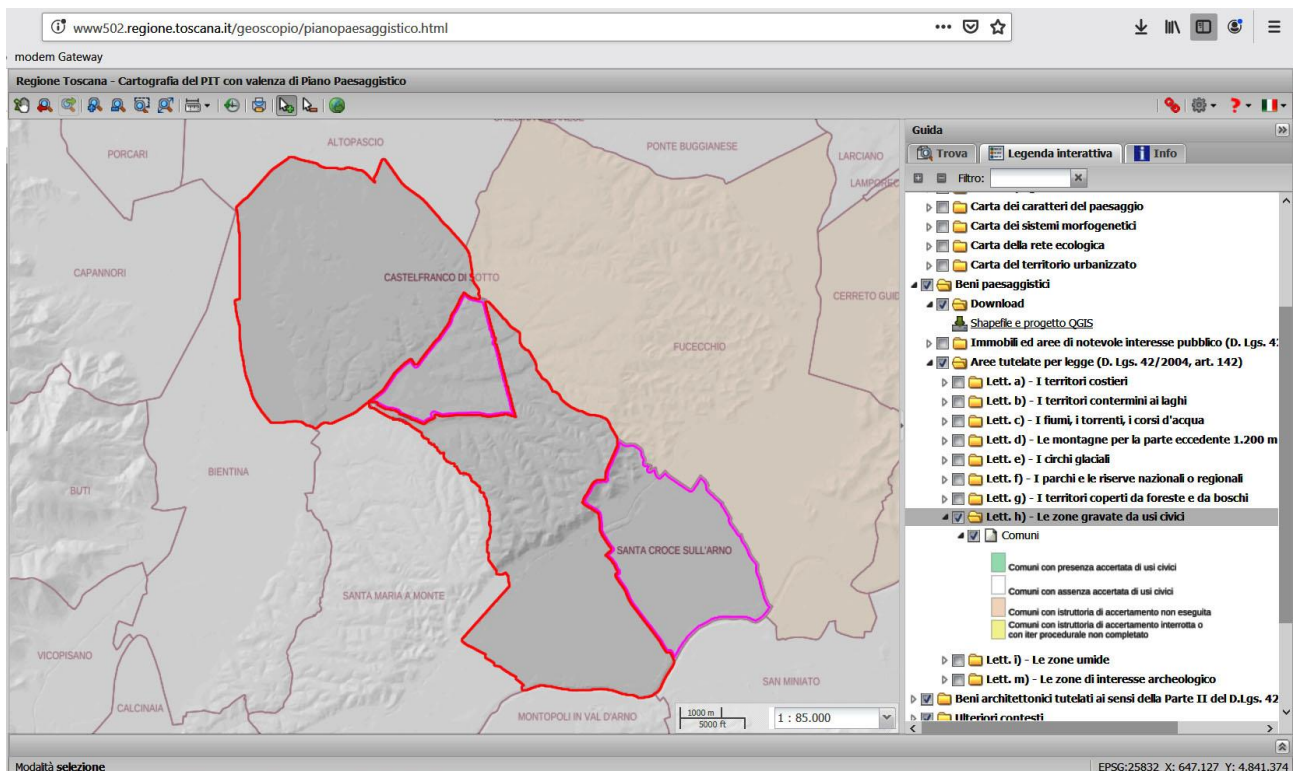 www502.regione.toscana.it/geoscopio/pianopaesaggistico.html
modem Gateway
Regione Toscana - Cartografia del PIT con valenza di Piano Paesaggistico
PORCARI
ALTOPASCIO
PONTE BUGGIANESE
LARCIANO
CAPANNORI
CASTELFRANCO DI SOTTO
CERRETO GUIDI
FUCECCHIO
BIENTINA
BUTI
SANTA CROCE SULL'ARNO
SANTA MARIA A MONTE
VICOPISANO
SAN MINIATO
CALCINAIA
MONTOPOLI IN VAL D'ARNO
1000 m
5000 ft
1 : 85.000
Guida
Trova
Legenda interattiva
Info
Filtro:
Carta dei caratteri del paesaggio
Carta dei sistemi morfogenetici
Carta della rete ecologica
Carta del territorio urbanizzato
Beni paesaggistici
Download
Shapefile e progetto QGIS
Immobili ed aree di notevole interesse pubblico (D. Lgs. 4
Aree tutelate per legge (D. Lgs. 42/2004, art. 142)
Lett. a) - I territori costieri
Lett. b) - I territori contermini ai laghi
Lett. c) - I fiumi, i torrenti, i corsi d'acqua
Lett. d) - Le montagne per la parte eccedente 1.200 m
Lett. e) - I circhi glaciali
Lett. f) - I parchi e le riserve nazionali o regionali
Lett. g) - I territori coperti da foreste e da boschi
Lett. h) - Le zone gravate da usi civici
Comuni
Comuni con presenza accertata di usi civici
Comuni con assenza accertata di usi civici
Comuni con istruttoria di accertamento non eseguita
Comuni con istruttoria di accertamento interrotta o
con iter procedurale non completato
Lett. i) - Le zone umide
Lett. m) - Le zone di interesse archeologico
Beni architettonici tutelati ai sensi della Parte II del D.Lgs. 42
Ulteriori contesti
Modalità selezione
EPSG:25832 X: 647.127 Y: 4.841.374